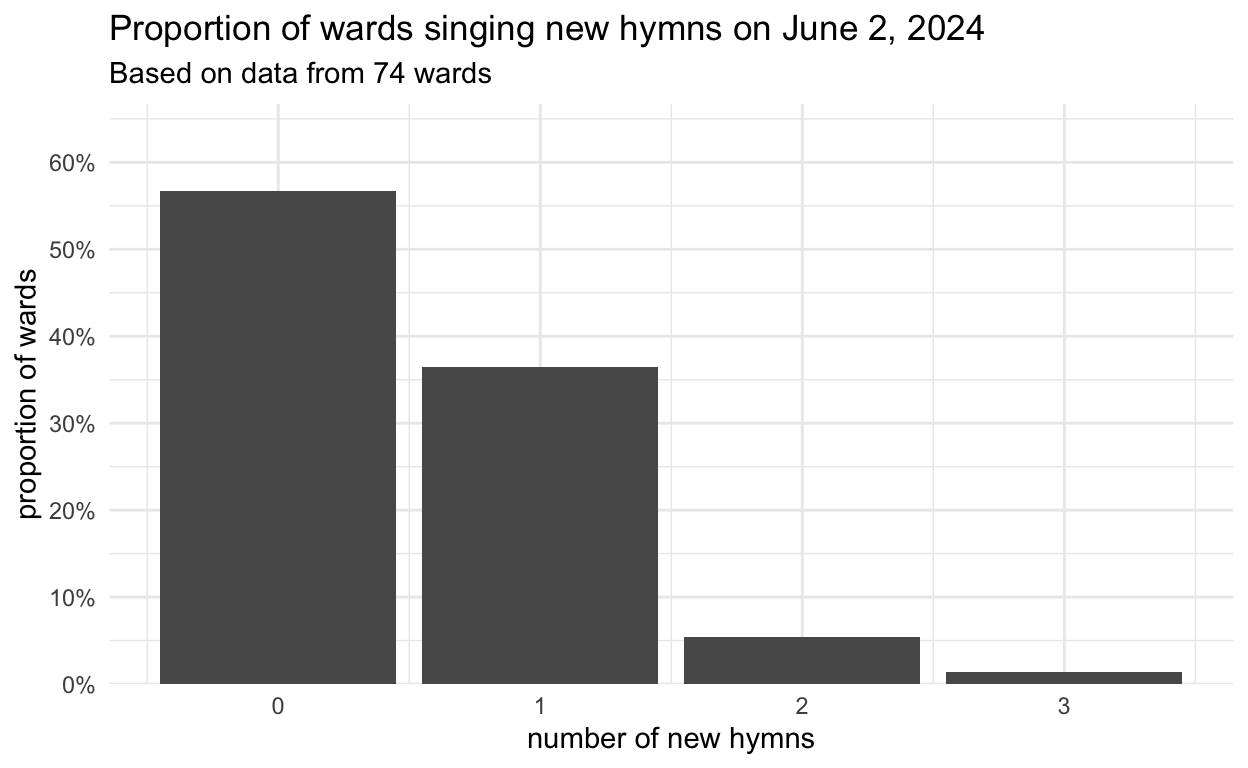 Proportion of wards singing new hymns on June 2, 2024
Based on data from 74 wards
proportion of wards
60%
50%
40%
30%
20%
10%
0%
0 1 2 3
number of new hymns